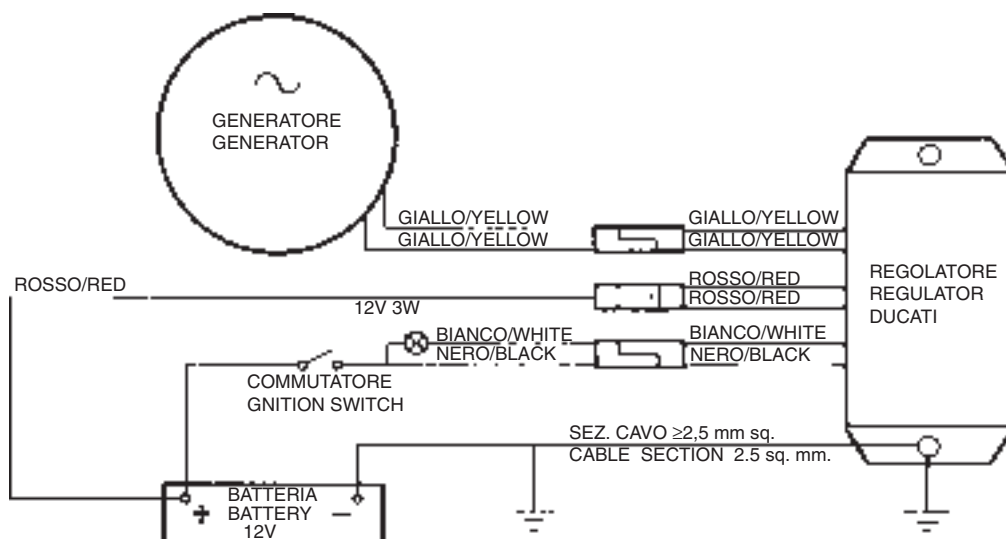 GENERATORE
GENERATOR
GIALLO/YELLOW
GIALLO/YELLOW
GIALLO/YELLOW
GIALLO/YELLOW
ROSSO/RED
ROSSO/RED
ROSSO/RED
12V 3W
REGOLATORE
REGULATOR
DUCATI
BIANCO/WHITE
NERO/BLACK
BIANCO/WHITE
NERO/BLACK
COMMUTATORE
GNITION SWITCH
SEZ. CAVO ≥2,5 mm sq.
CABLE SECTION 2.5 sq. mm.
BATTERIA
BATTERY
12V
+ −